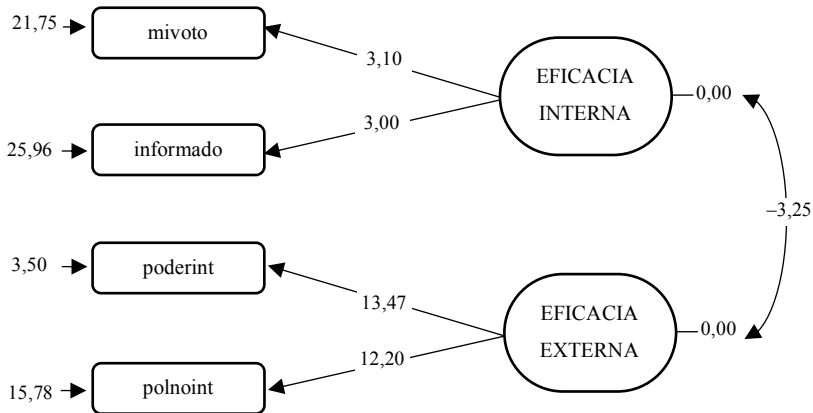 21,75
mivoto
3,10
EFICACIA
INTERNA
0,00
3,00
25,96
informado
–3,25
3,50
poderint
13,47
EFICACIA
EXTERNA
0,00
12,20
15,78
polnoint